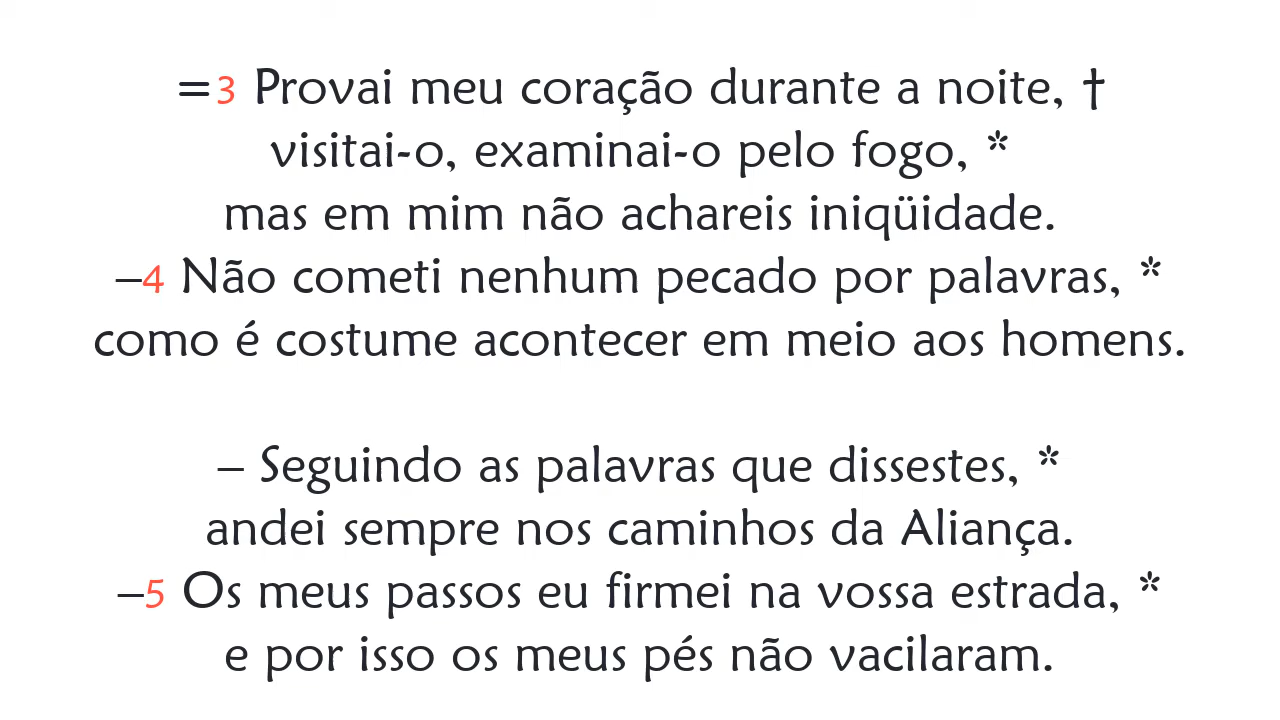 =3 Provai meu coração durante a noite, †
visitai-o, examinai-o pelo fogo, *
mas em mim não achareis iniqüidade.
–4 Não cometi nenhum pecado por palavras, *
como é costume acontecer em meio aos homens.
– Seguindo as palavras que dissestes, *
andei sempre nos caminhos da Aliança.
–5 Os meus passos eu firmei na vossa estrada, *
e por isso os meus pés não vacilaram.